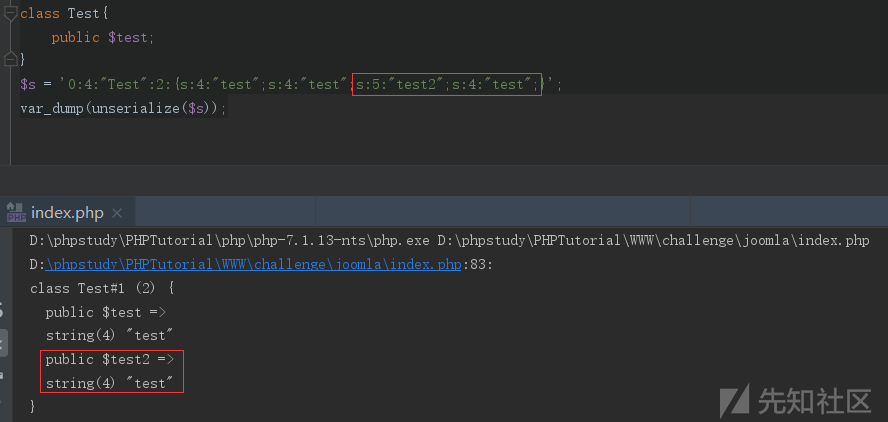 class Test{
public $test;
}
$s = 'O:4:"Test":2:{s:4:"test";s:4:"test";s:5:"test2";s:4:"test";}';
var_dump(unserialize($s));
PHP index.php ×
D:\phpstudy\PHPTutorial\php\php-7.1.13-nts\php.exe D:\phpstudy\PHPTutorial\WWW\challenge\joomla\index.php
D:\phpstudy\PHPTutorial\WWW\challenge\joomla\index.php:83:
class Test#1 (2) {
public $test =>
string(4) "test"
public $test2 =>
string(4) "test"
}
先知社区